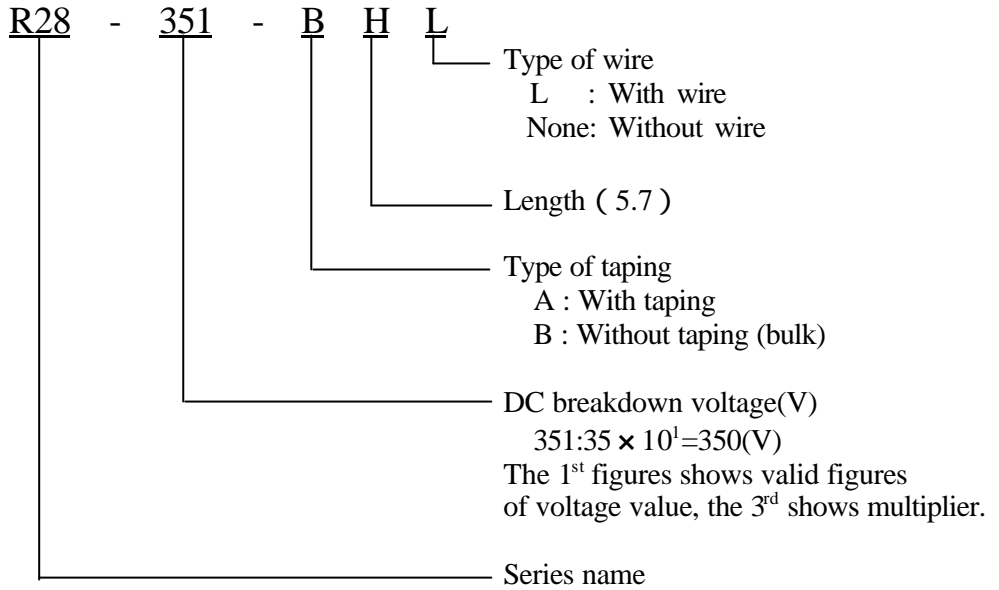 R28 - 351 - B H L
Type of wire
L : With wire
None: Without wire
Length ( 5.7 )
Type of taping
A : With taping
B : Without taping (bulk)
DC breakdown voltage(V)
351:35 × 10¹=350(V)
The 1ˢᵗ figures shows valid figures
of voltage value, the 3ʳᵈ shows multiplier.
Series name